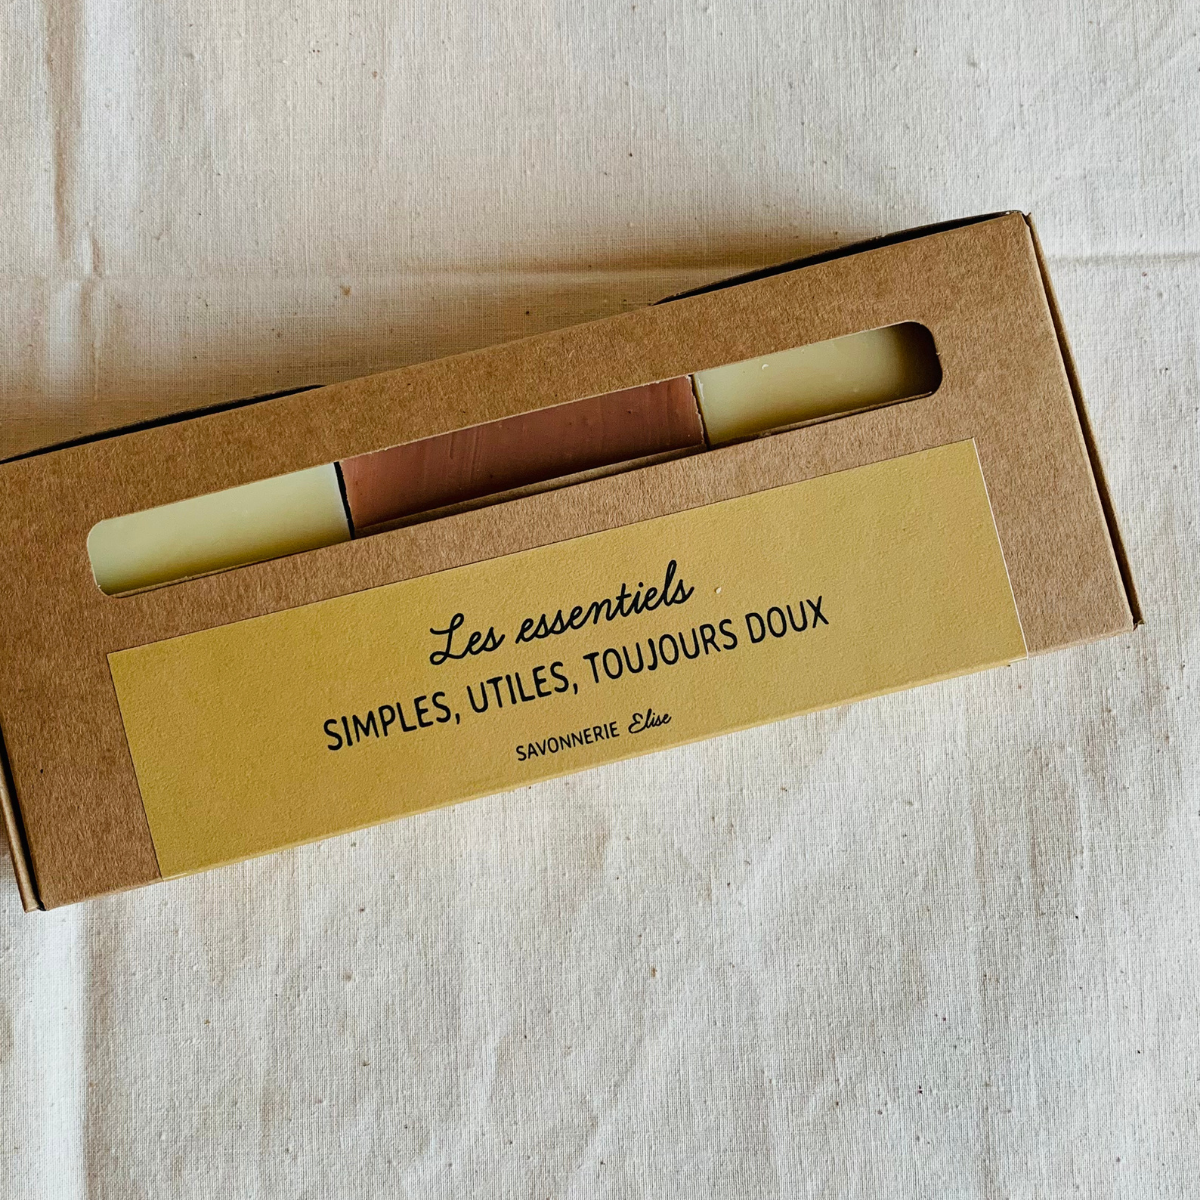 Les essentiels
SIMPLES, UTILES, TOUJOURS DOUX
SAVONNERIE Elise